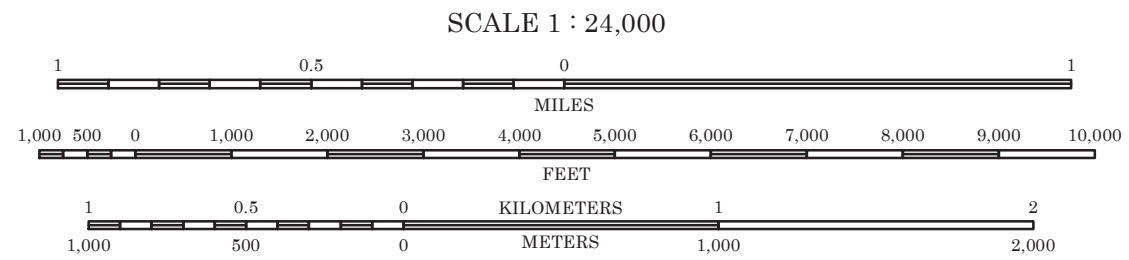 SCALE 1 : 24,000
1 0.5 0 1
MILES
1,000 500 0 1,000 2,000 3,000 4,000 5,000 6,000 7,000 8,000 9,000 10,000
FEET
1 0.5 0 KILOMETERS 1 2
1,000 500 0 METERS 1,000 2,000